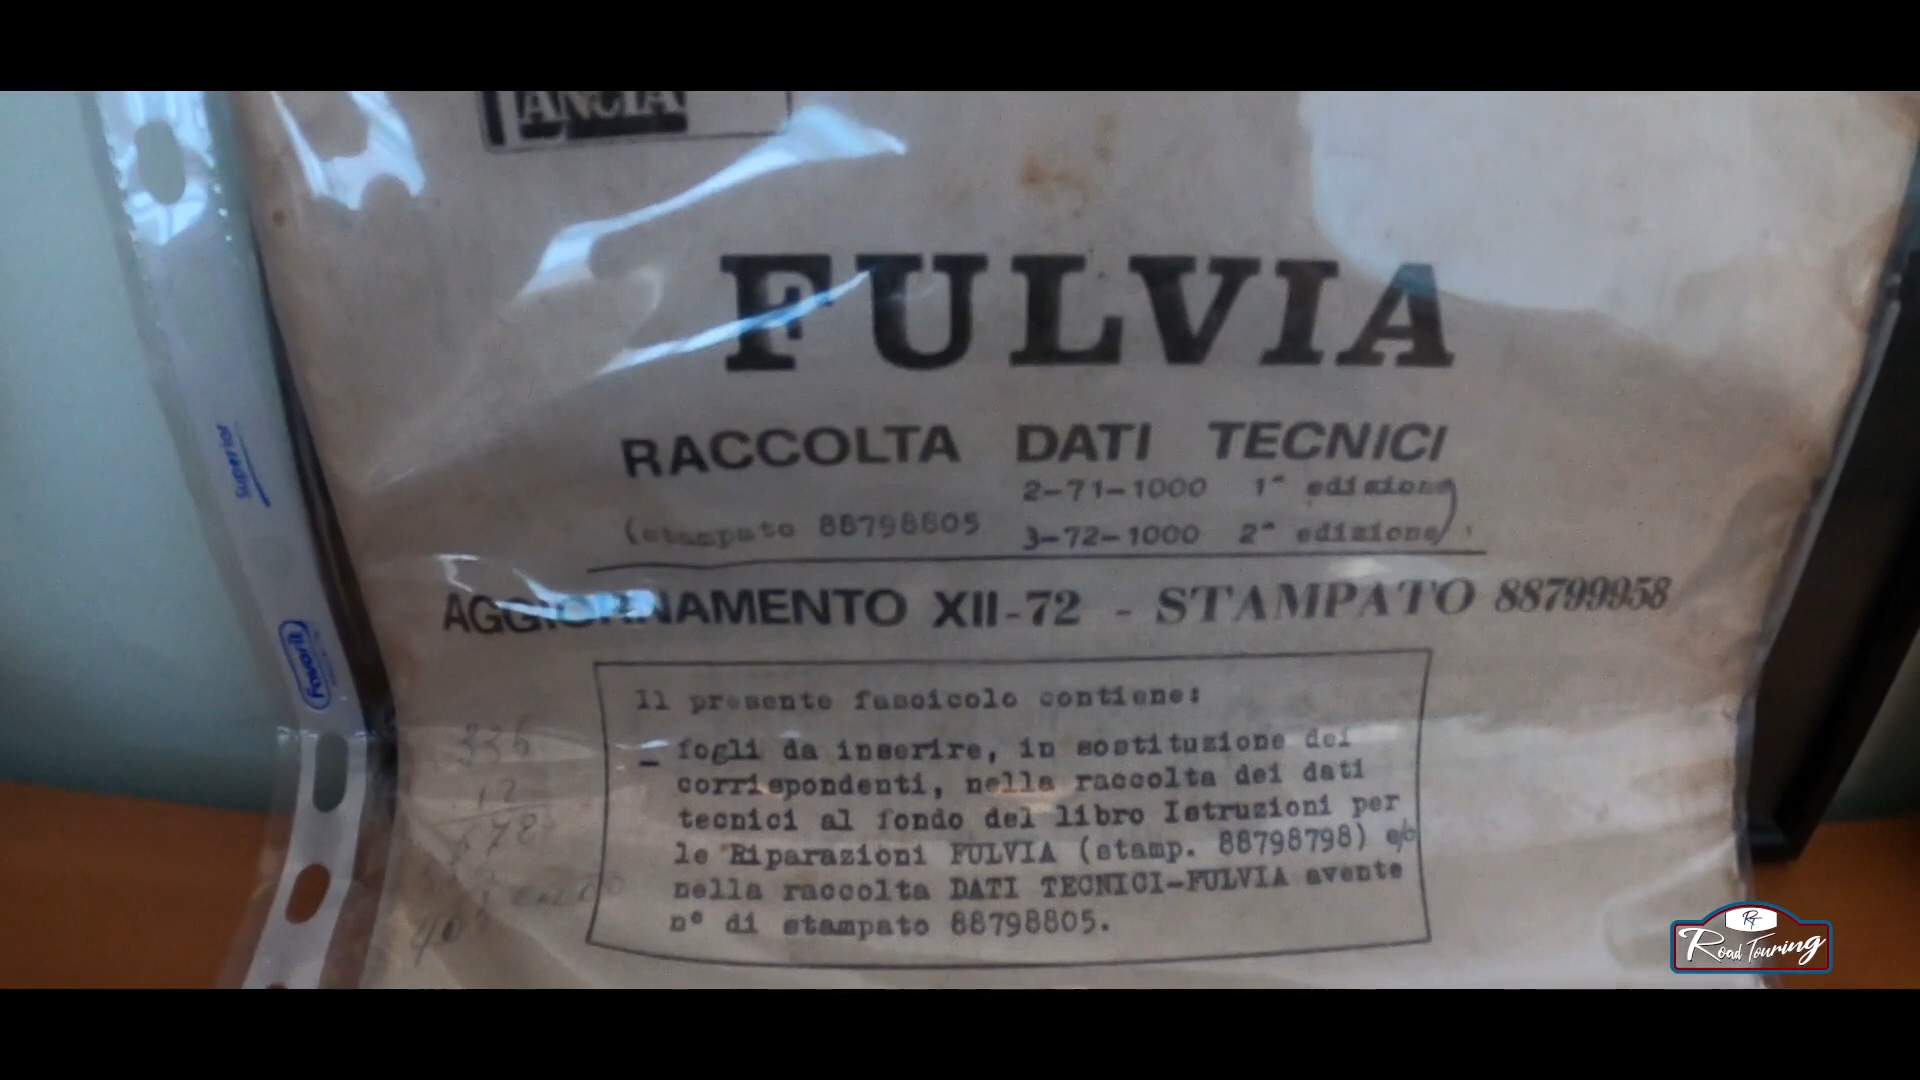 LANCIA
FULVIA
RACCOLTA DATI TECNICI
2-71-1000 1ª edizione
(stampato 88798805 3-72-1000 2ª edizione)
AGGIORNAMENTO XII-72 - STAMPATO 88799958
Il presente fascicolo contiene:
- fogli da inserire, in sostituzione dei
corrispondenti, nella raccolta dei dati
tecnici al fondo del libro Istruzioni per
le Riparazioni FULVIA (stamp. 88798798) e/o
nella raccolta DATI TECNICI-FULVIA avente
n° di stampato 88798805.
336
12
Superior
Favorit
RT
Road Touring